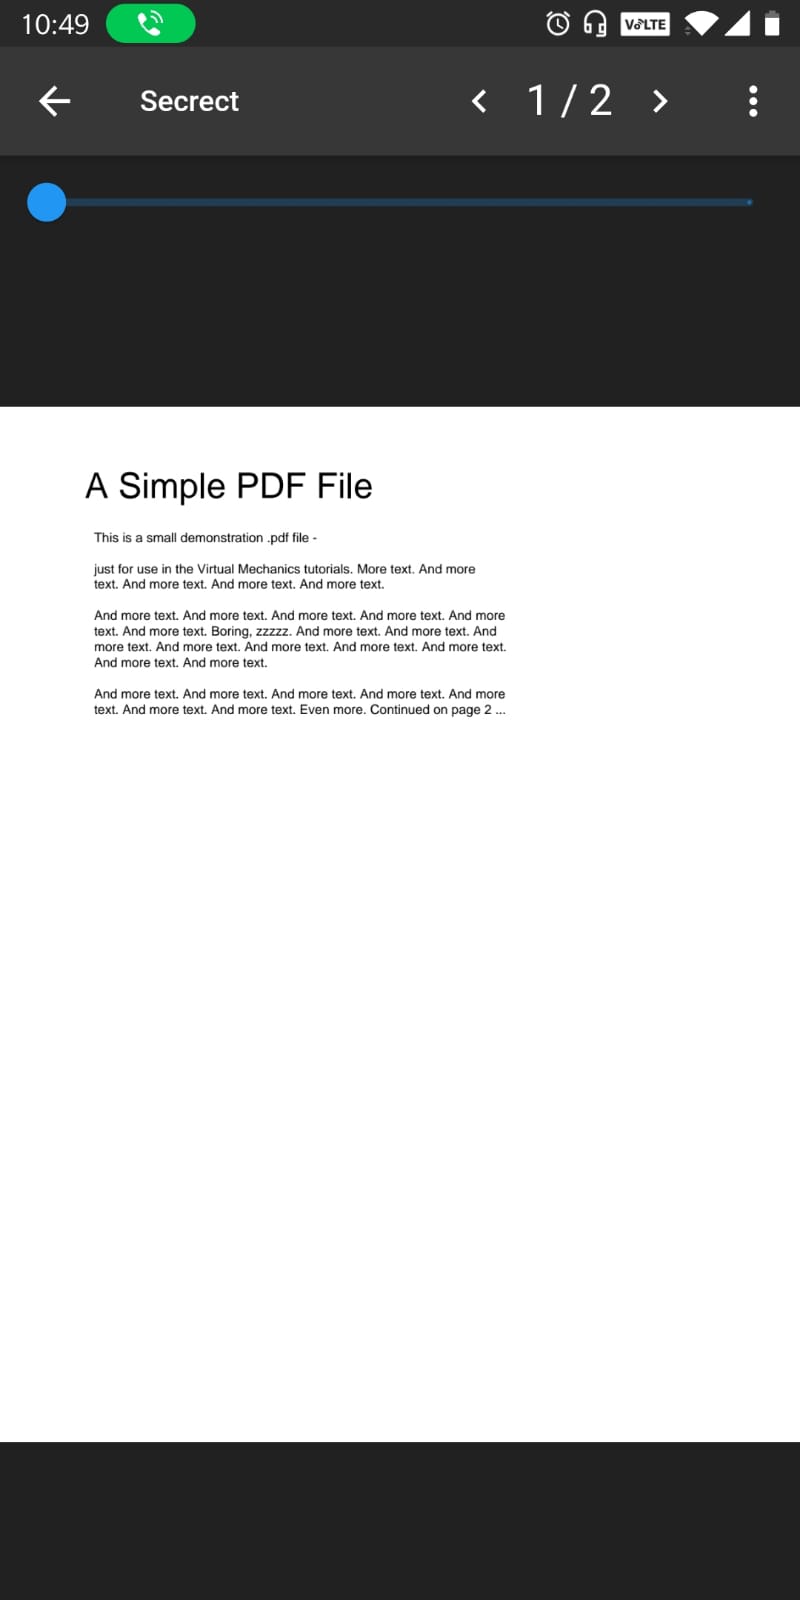 10:49 VoLTE
Secrect 1 / 2
A Simple PDF File
This is a small demonstration .pdf file -
just for use in the Virtual Mechanics tutorials. More text. And more
text. And more text. And more text. And more text.
And more text. And more text. And more text. And more text. And more
text. And more text. Boring, zzzzz. And more text. And more text. And
more text. And more text. And more text. And more text. And more text.
And more text. And more text.
And more text. And more text. And more text. And more text. And more
text. And more text. And more text. Even more. Continued on page 2 ...